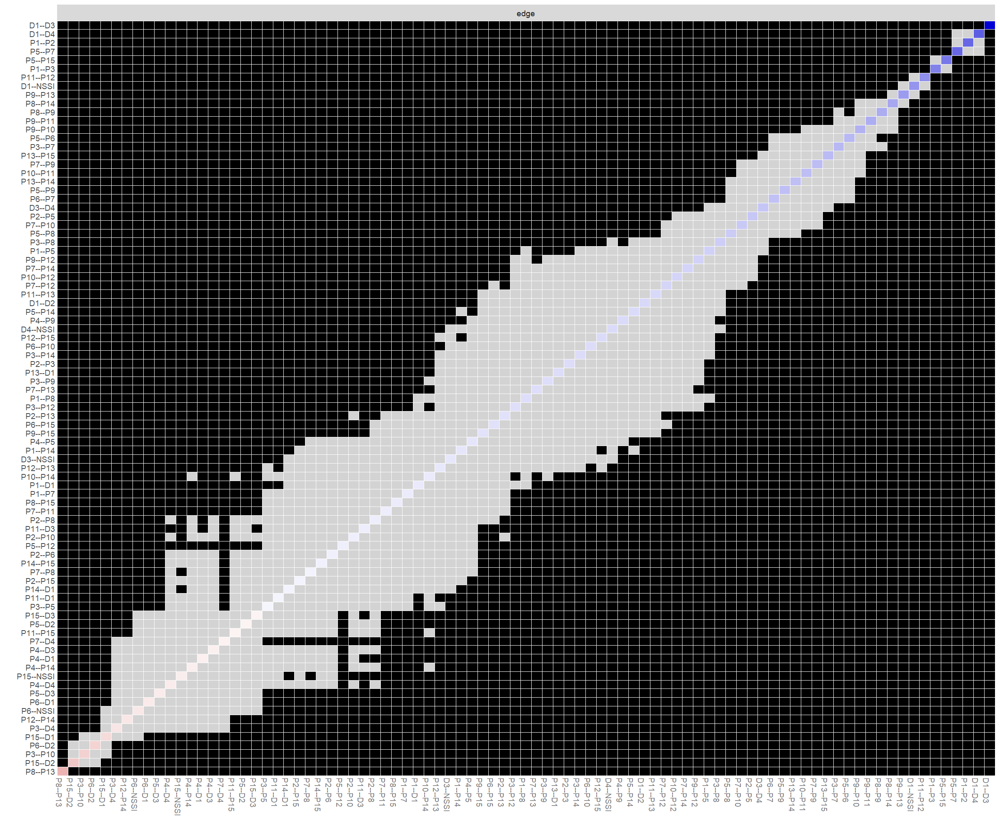 edge
D1--D3
D1--D4
P1--P2
P5--P7
P5--P15
P1--P3
P11--P12
D1--NSSI
P9--P13
P8--P14
P8--P9
P9--P11
P9--P10
P5--P6
P3--P7
P13--P15
P7--P9
P10--P11
P13--P14
P5--P9
P6--P7
D3--D4
P2--P5
P7--P10
P5--P8
P3--P8
P1--P5
P9--P12
P7--P14
P10--P12
P7--P12
P11--P13
D1--D2
P5--P14
P4--P9
D4--NSSI
P12--P15
P6--P10
P3--P14
P2--P3
P13--D1
P3--P9
P7--P13
P1--P8
P3--P12
P2--P13
P6--P15
P9--P15
P4--P5
P1--P14
D3--NSSI
P12--P13
P10--P14
P1--D1
P1--P7
P8--P15
P7--P11
P2--P8
P11--D3
P2--P10
P5--P12
P2--P6
P14--P15
P7--P8
P2--P15
P14--D1
P11--D1
P3--P5
P15--D3
P5--D2
P11--P15
P7--D4
P4--D3
P4--D1
P4--P14
P15--NSSI
P4--D4
P5--D3
P6--D1
P6--NSSI
P12--P14
P3--D4
P15--D1
P6--D2
P3--P10
P15--D2
P8--P13
P8--P13
P15--D2
P3--P10
P6--D2
P15--D1
P3--D4
P12--P14
P6--NSSI
P6--D1
P5--D3
P4--D4
P15--NSSI
P4--P14
P4--D1
P4--D3
P7--D4
P11--P15
P5--D2
P15--D3
P3--P5
P11--D1
P14--D1
P2--P15
P7--P8
P14--P15
P2--P6
P5--P12
P2--P10
P11--D3
P2--P8
P7--P11
P8--P15
P1--P7
P1--D1
P10--P14
P12--P13
D3--NSSI
P1--P14
P4--P5
P9--P15
P6--P15
P2--P13
P3--P12
P1--P8
P7--P13
P3--P9
P13--D1
P2--P3
P3--P14
P6--P10
P12--P15
D4--NSSI
P4--P9
P5--P14
D1--D2
P11--P13
P7--P12
P10--P12
P7--P14
P9--P12
P1--P5
P3--P8
P5--P8
P7--P10
P2--P5
D3--D4
P6--P7
P5--P9
P13--P14
P10--P11
P7--P9
P13--P15
P3--P7
P5--P6
P9--P10
P9--P11
P8--P9
P8--P14
P9--P13
D1--NSSI
P11--P12
P1--P3
P5--P15
P5--P7
P1--P2
D1--D4
D1--D3